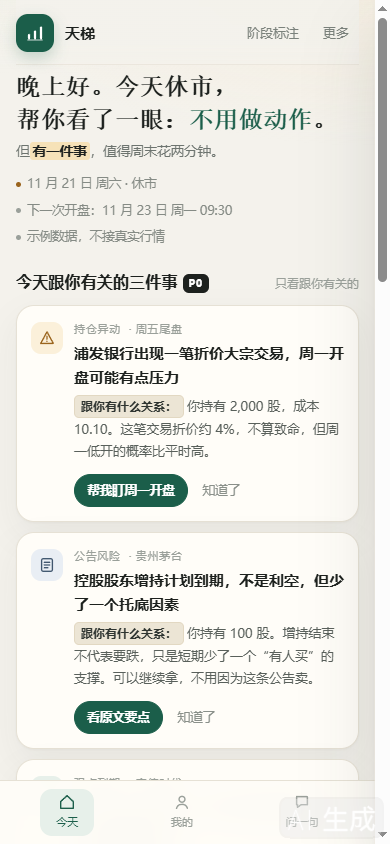 天梯
阶段标注
更多
晚上好。今天休市，
帮你看了一眼：不用做动作。
但有一件事，值得周末花两分钟。
11 月 21 日 周六 · 休市
下一次开盘：11 月 23 日 周一 09:30
示例数据，不接真实行情
今天跟你有关的三件事 P0
只看跟你有关的
持仓异动 · 周五尾盘
浦发银行出现一笔折价大宗交易，周一开
盘可能有点压力
跟你有什么关系： 你持有 2,000 股，成本
10.10。这笔交易折价约 4%，不算致命，但周
一低开的概率比平时高。
帮我盯周一开盘
知道了
公告风险 · 贵州茅台
控股股东增持计划到期，不是利空，但少
了一个托底因素
跟你有什么关系： 你持有 100 股。增持结束
不代表要跌，只是短期少了一个“有人买”的
支撑。可以继续拿，不用因为这条公告卖。
看原文要点
知道了
今天
我的
问一句
生成